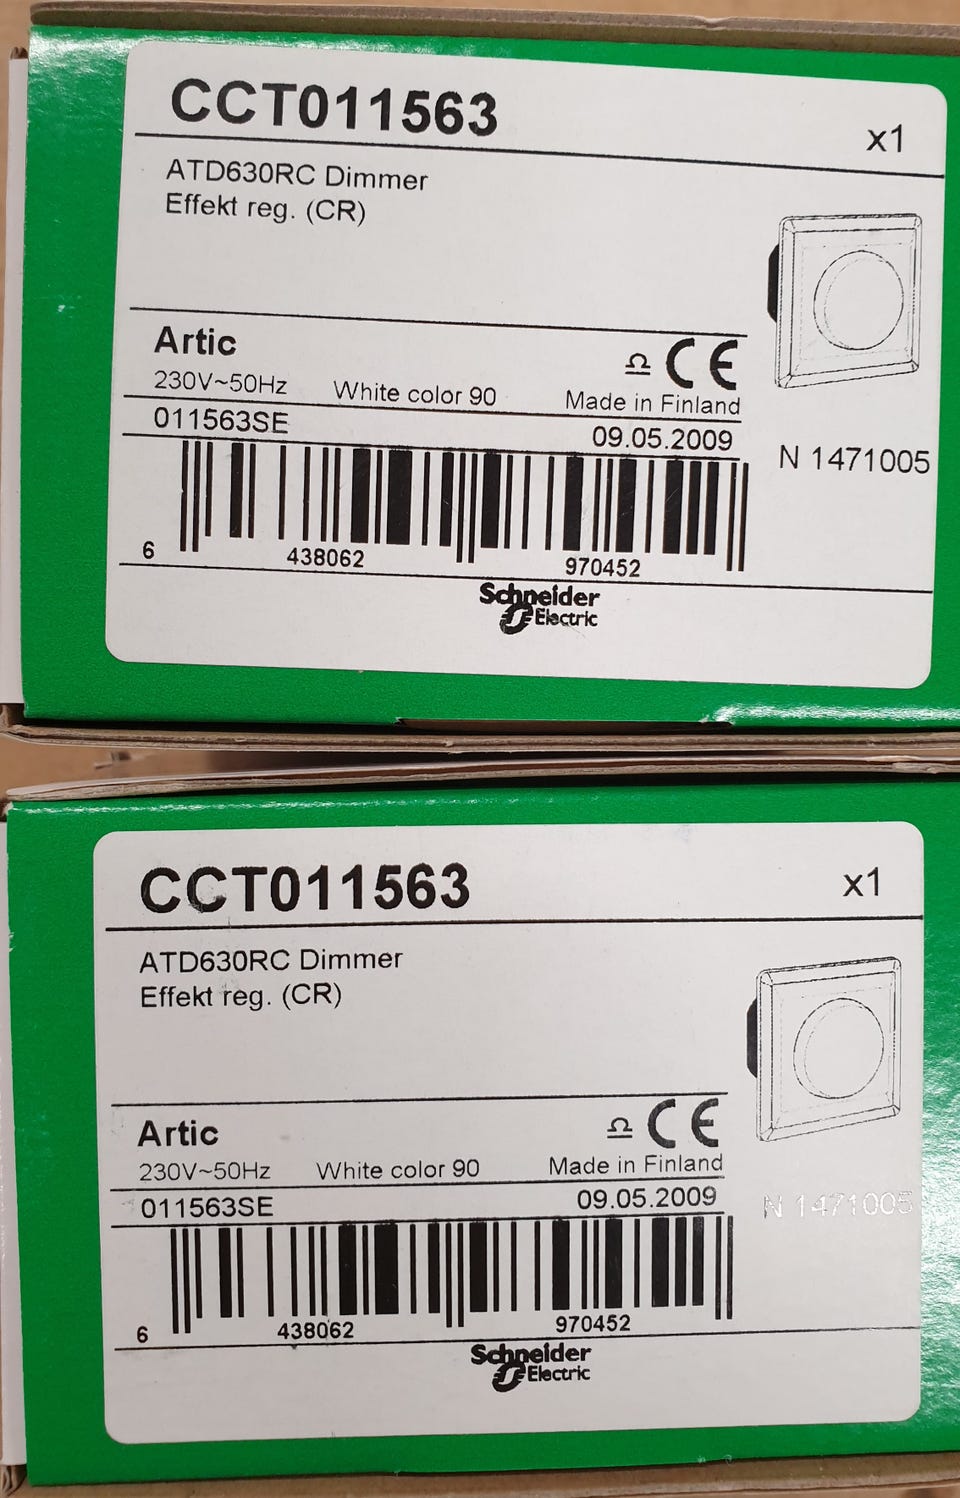 CCT011563
x1
ATD630RC Dimmer
Effekt reg. (CR)
Artic
Ω CE
230V~50Hz White color 90 Made in Finland
011563SE 09.05.2009
N 1471005
6 438062 970452
Schneider
Electric
CCT011563
x1
ATD630RC Dimmer
Effekt reg. (CR)
Artic
Ω CE
230V~50Hz White color 90 Made in Finland
011563SE 09.05.2009
N 1471005
6 438062 970452
Schneider
Electric